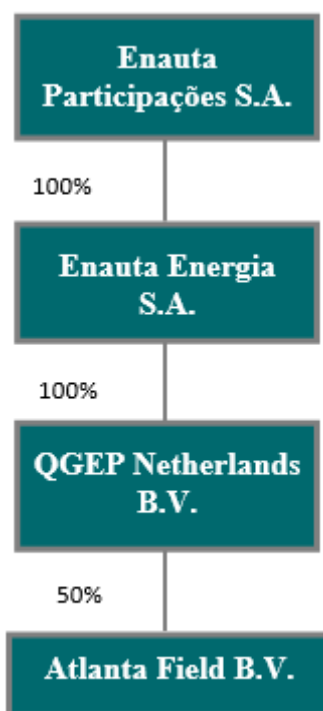 Enauta
Participações S.A.
100%
Enauta Energia
S.A.
100%
QGEP Netherlands
B.V.
50%
Atlanta Field B.V.